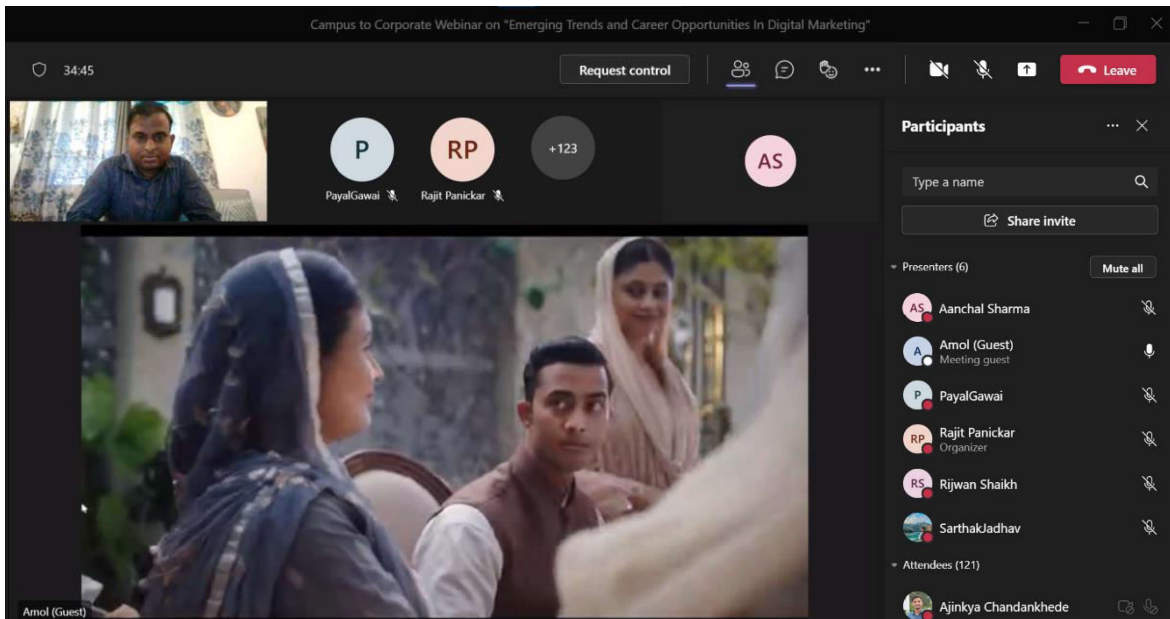 Campus to Corporate Webinar on "Emerging Trends and Career Opportunities In Digital Marketing"
34:45
Request control
Leave
P
RP
+123
AS
PayalGawai
Rajit Panickar
Amol (Guest)
Participants
Type a name
Share invite
Presenters (6)
Mute all
AS
Aanchal Sharma
A
Amol (Guest)
Meeting guest
P
PayalGawai
RP
Rajit Panickar
Organizer
RS
Rijwan Shaikh
SarthakJadhav
Attendees (121)
Ajinkya Chandankhede